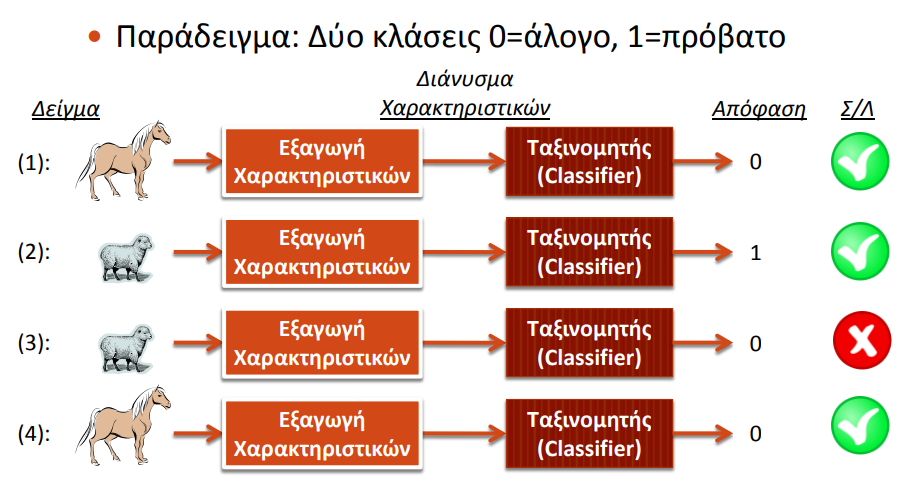 • Παράδειγμα: Δύο κλάσεις 0=άλογο, 1=πρόβατο
Διάνυσμα
Δείγμα Χαρακτηριστικών Απόφαση Σ/Λ
(1): Εξαγωγή Χαρακτηριστικών Ταξινομητής (Classifier) 0
(2): Εξαγωγή Χαρακτηριστικών Ταξινομητής (Classifier) 1
(3): Εξαγωγή Χαρακτηριστικών Ταξινομητής (Classifier) 0
(4): Εξαγωγή Χαρακτηριστικών Ταξινομητής (Classifier) 0